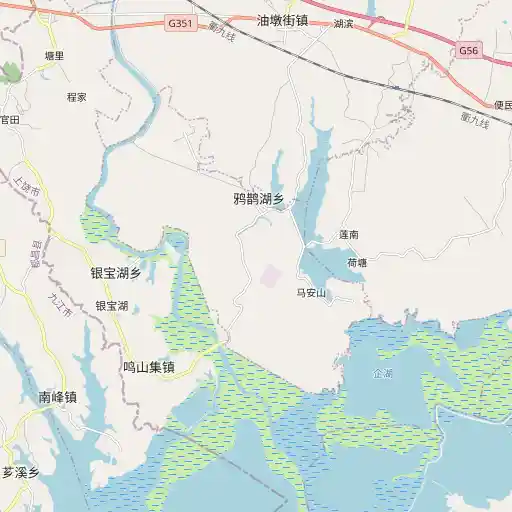 油墩街镇
湖滨
G351
衢九线
G56
塘里
程家
便民
官田
衢九线
上饶市
鸦鹊湖乡
莲南
荷塘
银宝湖乡
马安山
九江市
银宝湖
鸣山集镇
企湖
南峰镇
芗溪乡